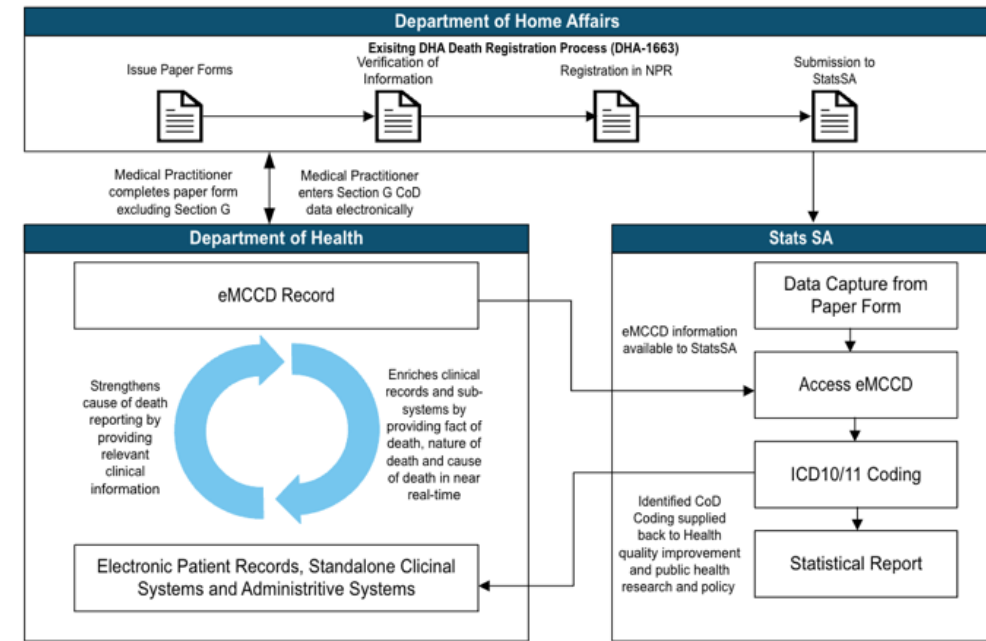 Department of Home Affairs
Exisitng DHA Death Registration Process (DHA-1663)
Issue Paper Forms
Verification of
Information
Registration in NPR
Submission to
StatsSA
Medical Practitioner
completes paper form
excluding Section G
Medical Practitioner
enters Section G CoD
data electronically
Department of Health
eMCCD Record
Strengthens
cause of death
reporting by
providing
relevant
clinical
information
Enriches clinical
records and sub-
systems by
providing fact of
death, nature of
death and cause
of death in near
real-time
Electronic Patient Records, Standalone Clicinal
Systems and Administritive Systems
eMCCD information
available to StatsSA
Identified CoD
Coding supplied
back to Health
quality improvement
and public health
research and policy
Stats SA
Data Capture from
Paper Form
Access eMCCD
ICD10/11 Coding
Statistical Report